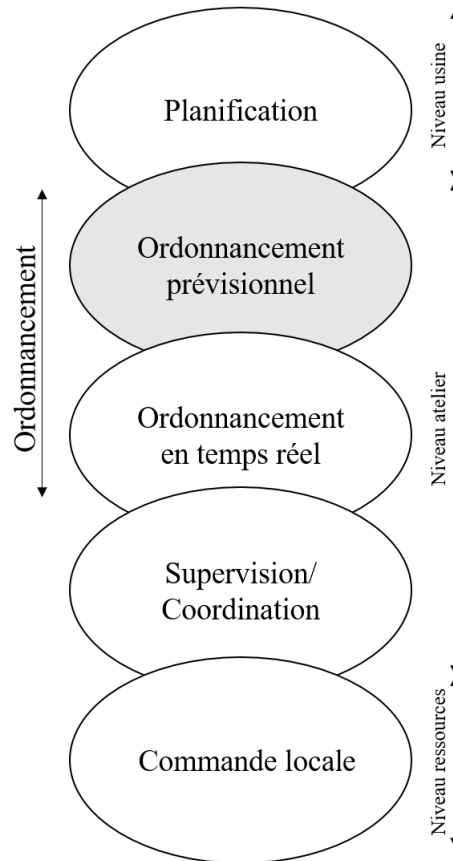 Planification
Niveau usine
Ordonnancement
Ordonnancement
prévisionnel
Ordonnancement
en temps réel
Niveau atelier
Supervision/
Coordination
Commande locale
Niveau ressources